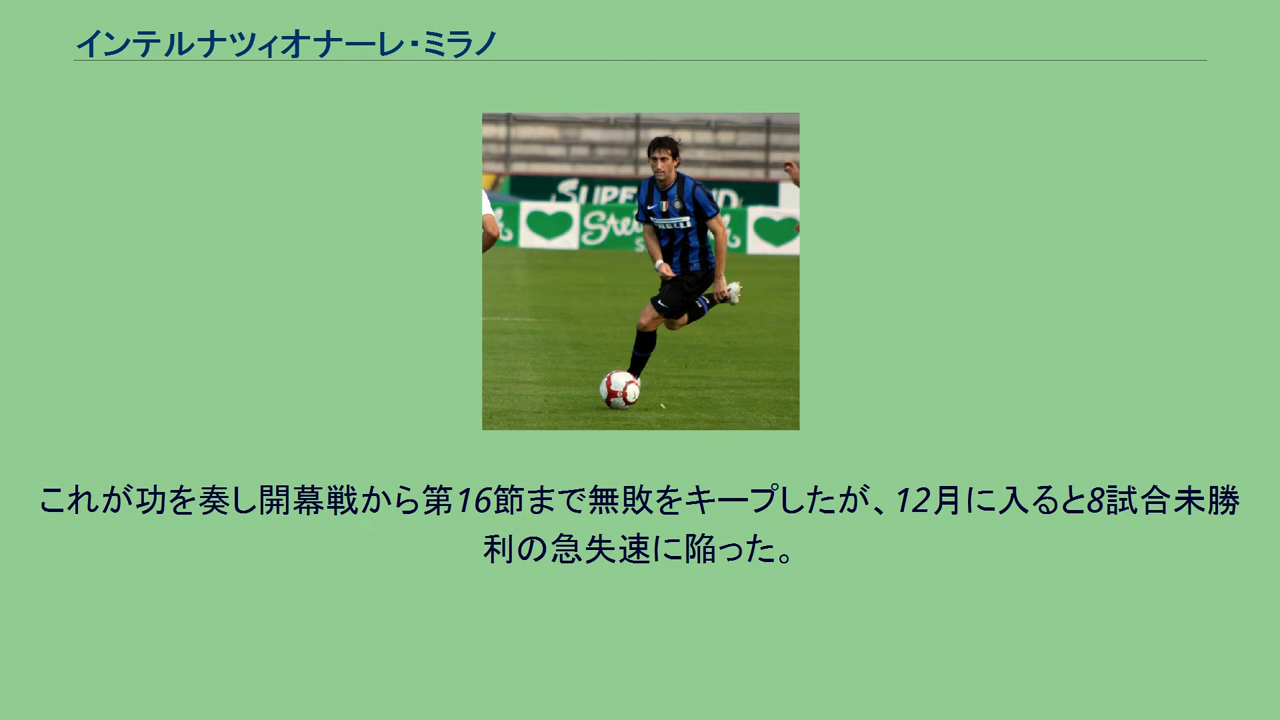 インテルナツィオナーレ・ミラノ
PIRELLI
これが功を奏し開幕戦から第16節まで無敗をキープしたが、12月に入ると8試合未勝
利の急失速に陥った。